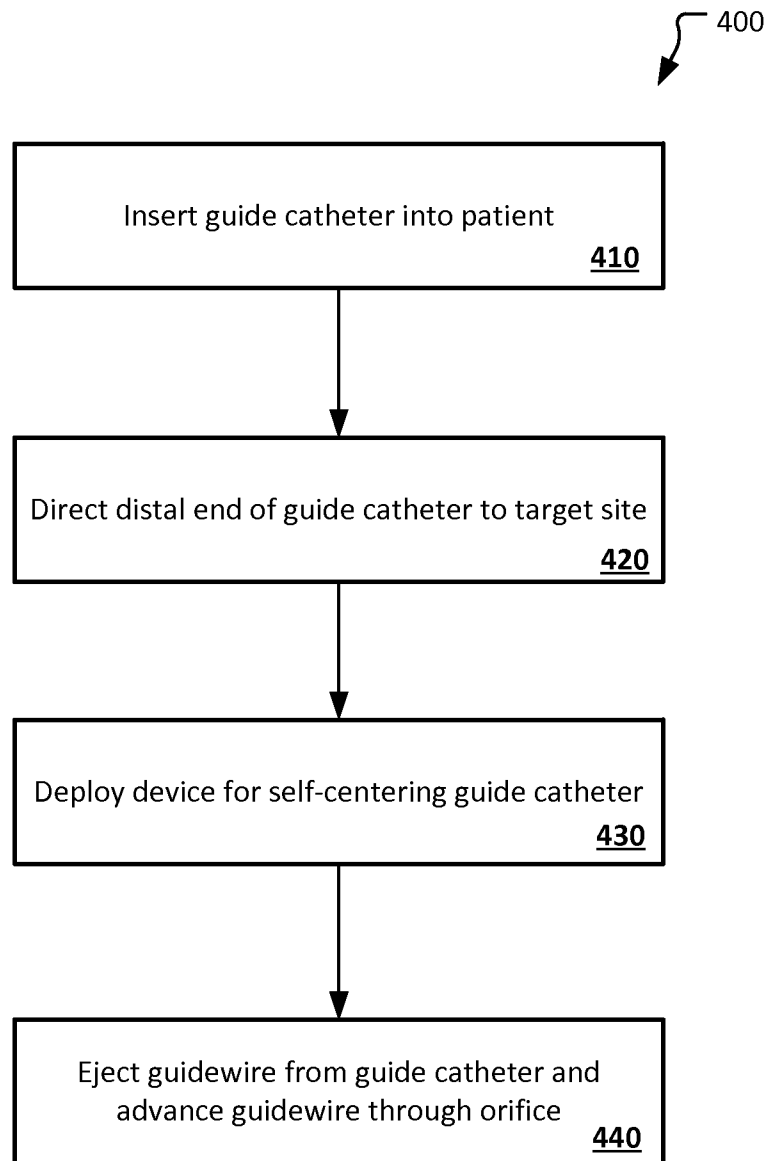 400
Insert guide catheter into patient
410
Direct distal end of guide catheter to target site
420
Deploy device for self-centering guide catheter
430
Eject guidewire from guide catheter and
advance guidewire through orifice
440